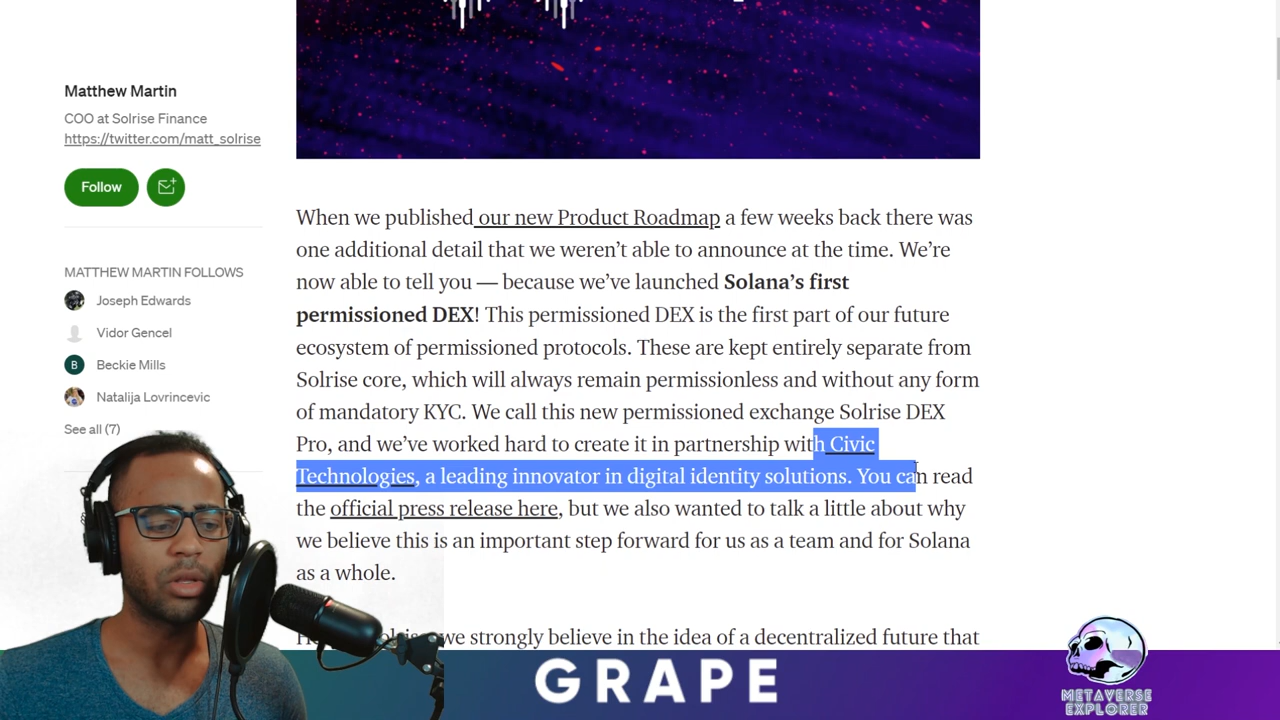 Matthew Martin
COO at Solrise Finance
https://twitter.com/matt_solrise
Follow
MATTHEW MARTIN FOLLOWS
Joseph Edwards
Vidor Gencel
B Beckie Mills
Natalija Lovrincevic
See all (7)
When we published our new Product Roadmap a few weeks back there was
one additional detail that we weren’t able to announce at the time. We’re
now able to tell you — because we’ve launched Solana’s first
permissioned DEX! This permissioned DEX is the first part of our future
ecosystem of permissioned protocols. These are kept entirely separate from
Solrise core, which will always remain permissionless and without any form
of mandatory KYC. We call this new permissioned exchange Solrise DEX
Pro, and we’ve worked hard to create it in partnership with Civic
Technologies, a leading innovator in digital identity solutions. You can read
the official press release here, but we also wanted to talk a little about why
we believe this is an important step forward for us as a team and for Solana
as a whole.
we strongly believe in the idea of a decentralized future that
GRAPE
METAVERSE
EXPLORER